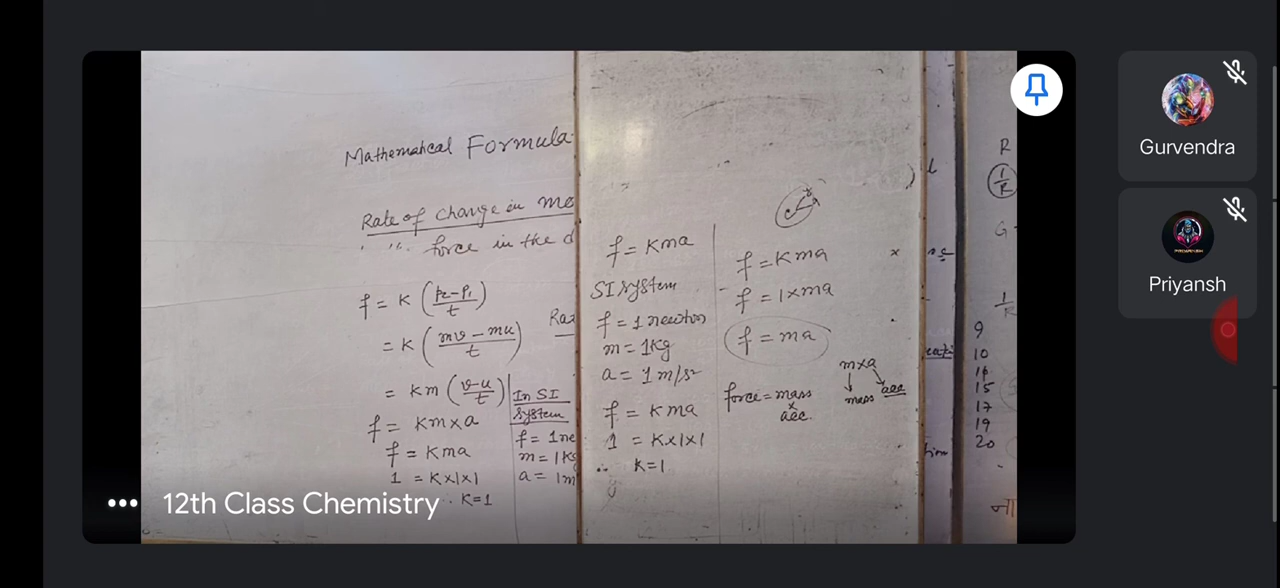 Mathematical Formula
Rate of change in mo
" " force in the d
f = K (p2-p1/t)
= K (mv - mu/t)
= Km (v-u/t)
f = Km×a
f = Kma
1 = K×1×1
∴ K=1
In SI
System
f = 1ne
m = 1Kg
a = 1m
f = Kma
SI System
f = 1 newton
m = 1Kg
a = 1 m/s2
f = Kma
1 = K×1×1
∴ K=1
f = Kma
f = 1×ma
f = ma
force = mass
×
acc.
m×a
mass acc
R
1/R
G
1/R
9
10
15
17
19
20
12th Class Chemistry
Gurvendra
Priyansh